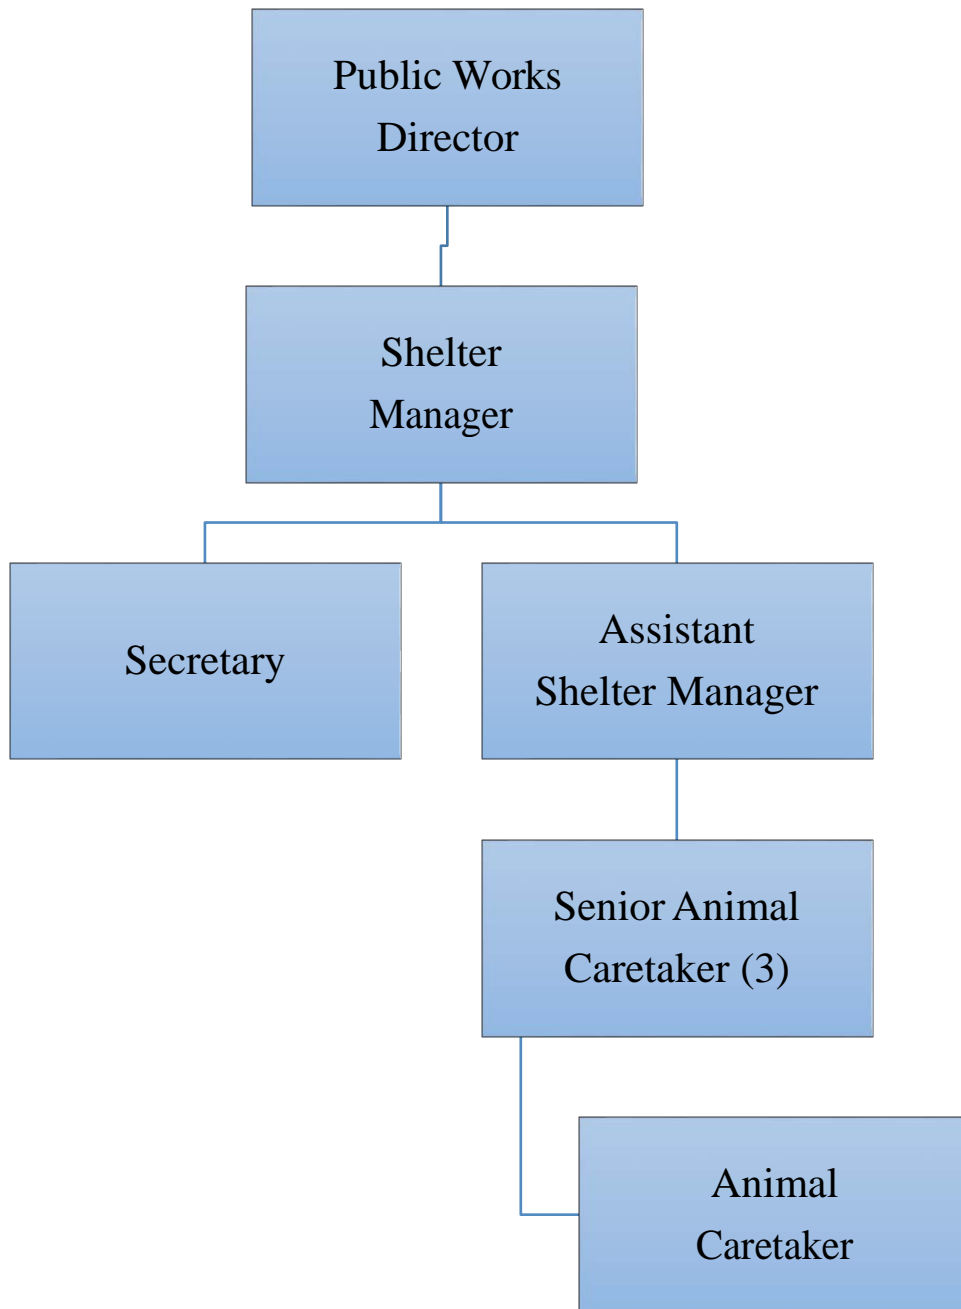 Public Works
Director
Shelter
Manager
Secretary
Assistant
Shelter Manager
Senior Animal
Caretaker (3)
Animal
Caretaker